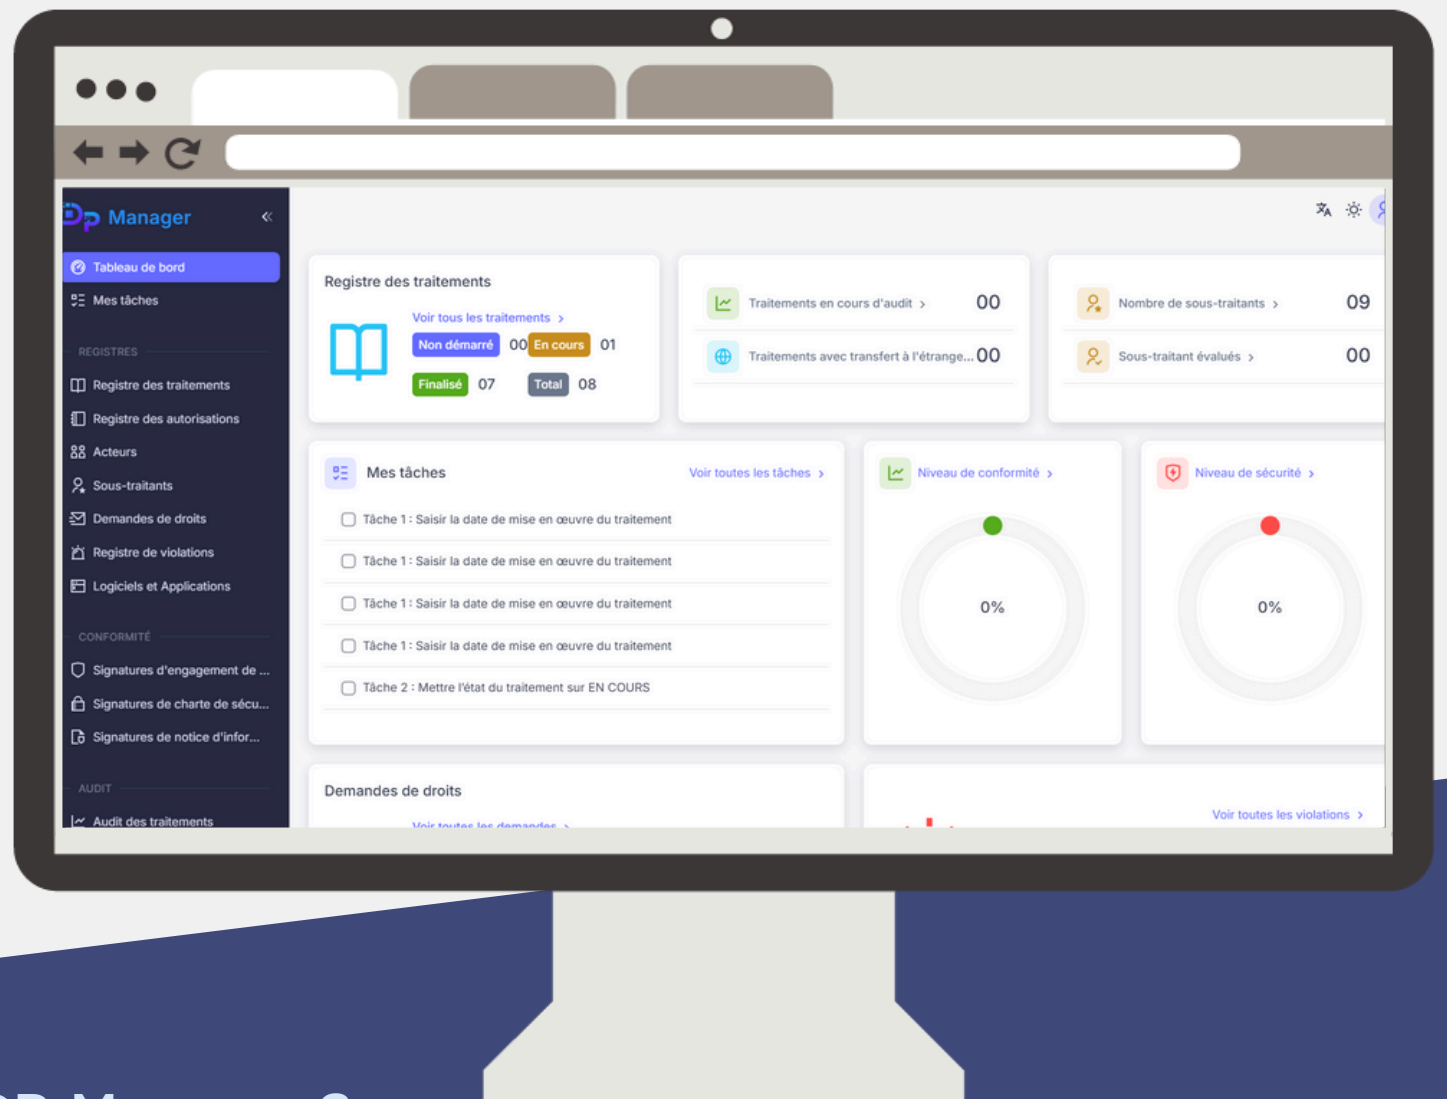 Dp Manager
Tableau de bord
Mes tâches
REGISTRES
Registre des traitements
Registre des autorisations
Acteurs
Sous-traitants
Demandes de droits
Registre de violations
Logiciels et Applications
CONFORMITÉ
Signatures d'engagement de ...
Signatures de charte de sécu...
Signatures de notice d'infor...
AUDIT
Audit des traitements
Registre des traitements
Voir tous les traitements >
Non démarré 00 En cours 01
Finalisé 07 Total 08
Traitements en cours d'audit > 00
Traitements avec transfert à l'étrange... 00
Nombre de sous-traitants > 09
Sous-traitant évalués > 00
Mes tâches
Voir toutes les tâches >
Tâche 1 : Saisir la date de mise en œuvre du traitement
Tâche 1 : Saisir la date de mise en œuvre du traitement
Tâche 1 : Saisir la date de mise en œuvre du traitement
Tâche 1 : Saisir la date de mise en œuvre du traitement
Tâche 2 : Mettre l'état du traitement sur EN COURS
Niveau de conformité >
0%
Niveau de sécurité >
0%
Demandes de droits
Voir toutes les demandes >
Voir toutes les violations >